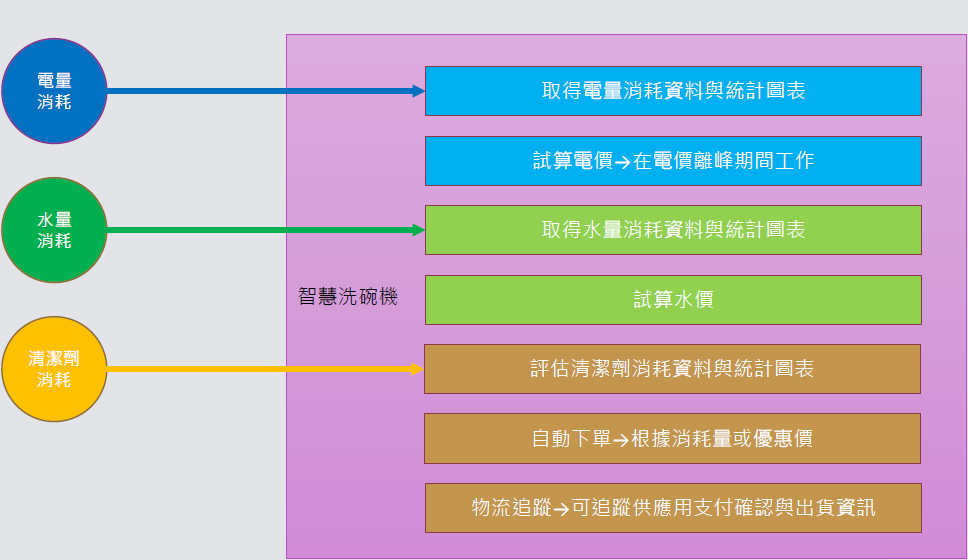 電量
消耗
取得電量消耗資料與統計圖表
試算電價→在電價離峰期間工作
水量
消耗
取得水量消耗資料與統計圖表
智慧洗碗機
試算水價
清潔劑
消耗
評估清潔劑消耗資料與統計圖表
自動下單→根據消耗量或優惠價
物流追蹤→可追蹤供應用支付確認與出貨資訊